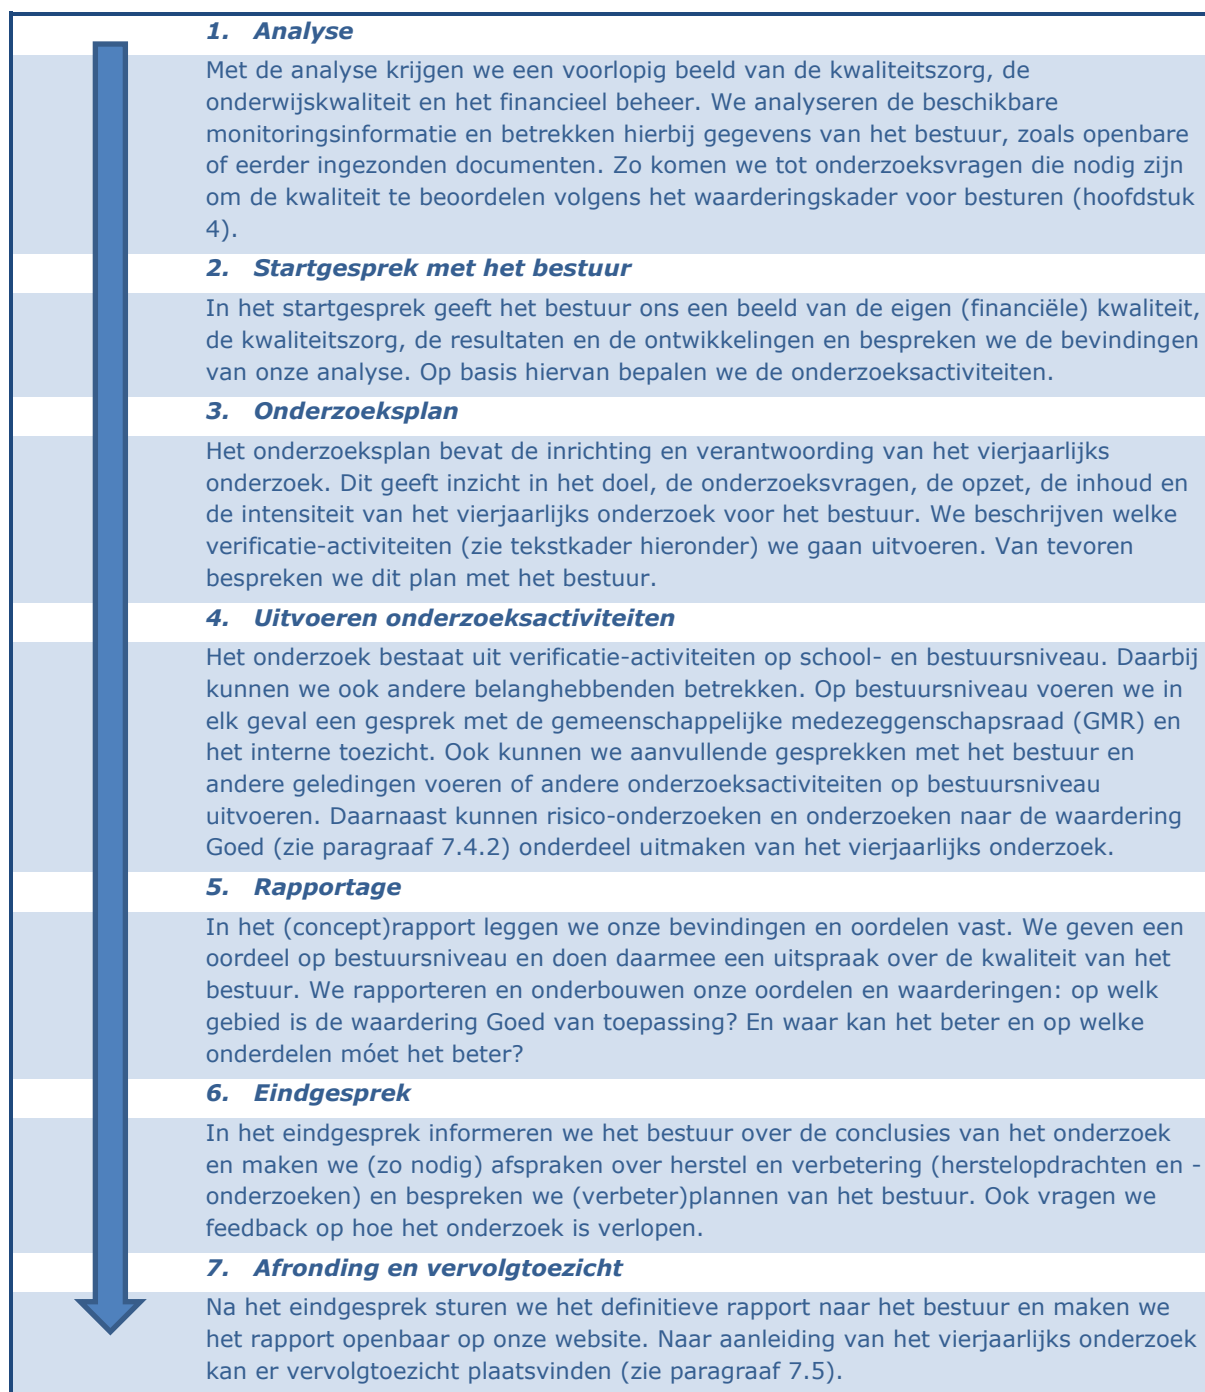 1. Analyse
Met de analyse krijgen we een voorlopig beeld van de kwaliteitszorg, de
onderwijskwaliteit en het financieel beheer. We analyseren de beschikbare
monitoringsinformatie en betrekken hierbij gegevens van het bestuur, zoals openbare
of eerder ingezonden documenten. Zo komen we tot onderzoeksvragen die nodig zijn
om de kwaliteit te beoordelen volgens het waarderingskader voor besturen (hoofdstuk
4).
2. Startgesprek met het bestuur
In het startgesprek geeft het bestuur ons een beeld van de eigen (financiële) kwaliteit,
de kwaliteitszorg, de resultaten en de ontwikkelingen en bespreken we de bevindingen
van onze analyse. Op basis hiervan bepalen we de onderzoeksactiviteiten.
3. Onderzoeksplan
Het onderzoeksplan bevat de inrichting en verantwoording van het vierjaarlijks
onderzoek. Dit geeft inzicht in het doel, de onderzoeksvragen, de opzet, de inhoud en
de intensiteit van het vierjaarlijks onderzoek voor het bestuur. We beschrijven welke
verificatie-activiteiten (zie tekstkader hieronder) we gaan uitvoeren. Van tevoren
bespreken we dit plan met het bestuur.
4. Uitvoeren onderzoeksactiviteiten
Het onderzoek bestaat uit verificatie-activiteiten op school- en bestuursniveau. Daarbij
kunnen we ook andere belanghebbenden betrekken. Op bestuursniveau voeren we in
elk geval een gesprek met de gemeenschappelijke medezeggenschapsraad (GMR) en
het interne toezicht. Ook kunnen we aanvullende gesprekken met het bestuur en
andere geledingen voeren of andere onderzoeksactiviteiten op bestuursniveau
uitvoeren. Daarnaast kunnen risico-onderzoeken en onderzoeken naar de waardering
Goed (zie paragraaf 7.4.2) onderdeel uitmaken van het vierjaarlijks onderzoek.
5. Rapportage
In het (concept)rapport leggen we onze bevindingen en oordelen vast. We geven een
oordeel op bestuursniveau en doen daarmee een uitspraak over de kwaliteit van het
bestuur. We rapporteren en onderbouwen onze oordelen en waarderingen: op welk
gebied is de waardering Goed van toepassing? En waar kan het beter en op welke
onderdelen móet het beter?
6. Eindgesprek
In het eindgesprek informeren we het bestuur over de conclusies van het onderzoek
en maken we (zo nodig) afspraken over herstel en verbetering (herstelopdrachten en -
onderzoeken) en bespreken we (verbeter)plannen van het bestuur. Ook vragen we
feedback op hoe het onderzoek is verlopen.
7. Afronding en vervolgtoezicht
Na het eindgesprek sturen we het definitieve rapport naar het bestuur en maken we
het rapport openbaar op onze website. Naar aanleiding van het vierjaarlijks onderzoek
kan er vervolgtoezicht plaatsvinden (zie paragraaf 7.5).